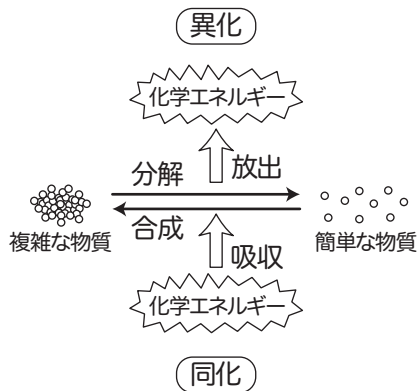 異化
化学エネルギー
分解
放出
複雑な物質
簡単な物質
合成
吸収
化学エネルギー
同化